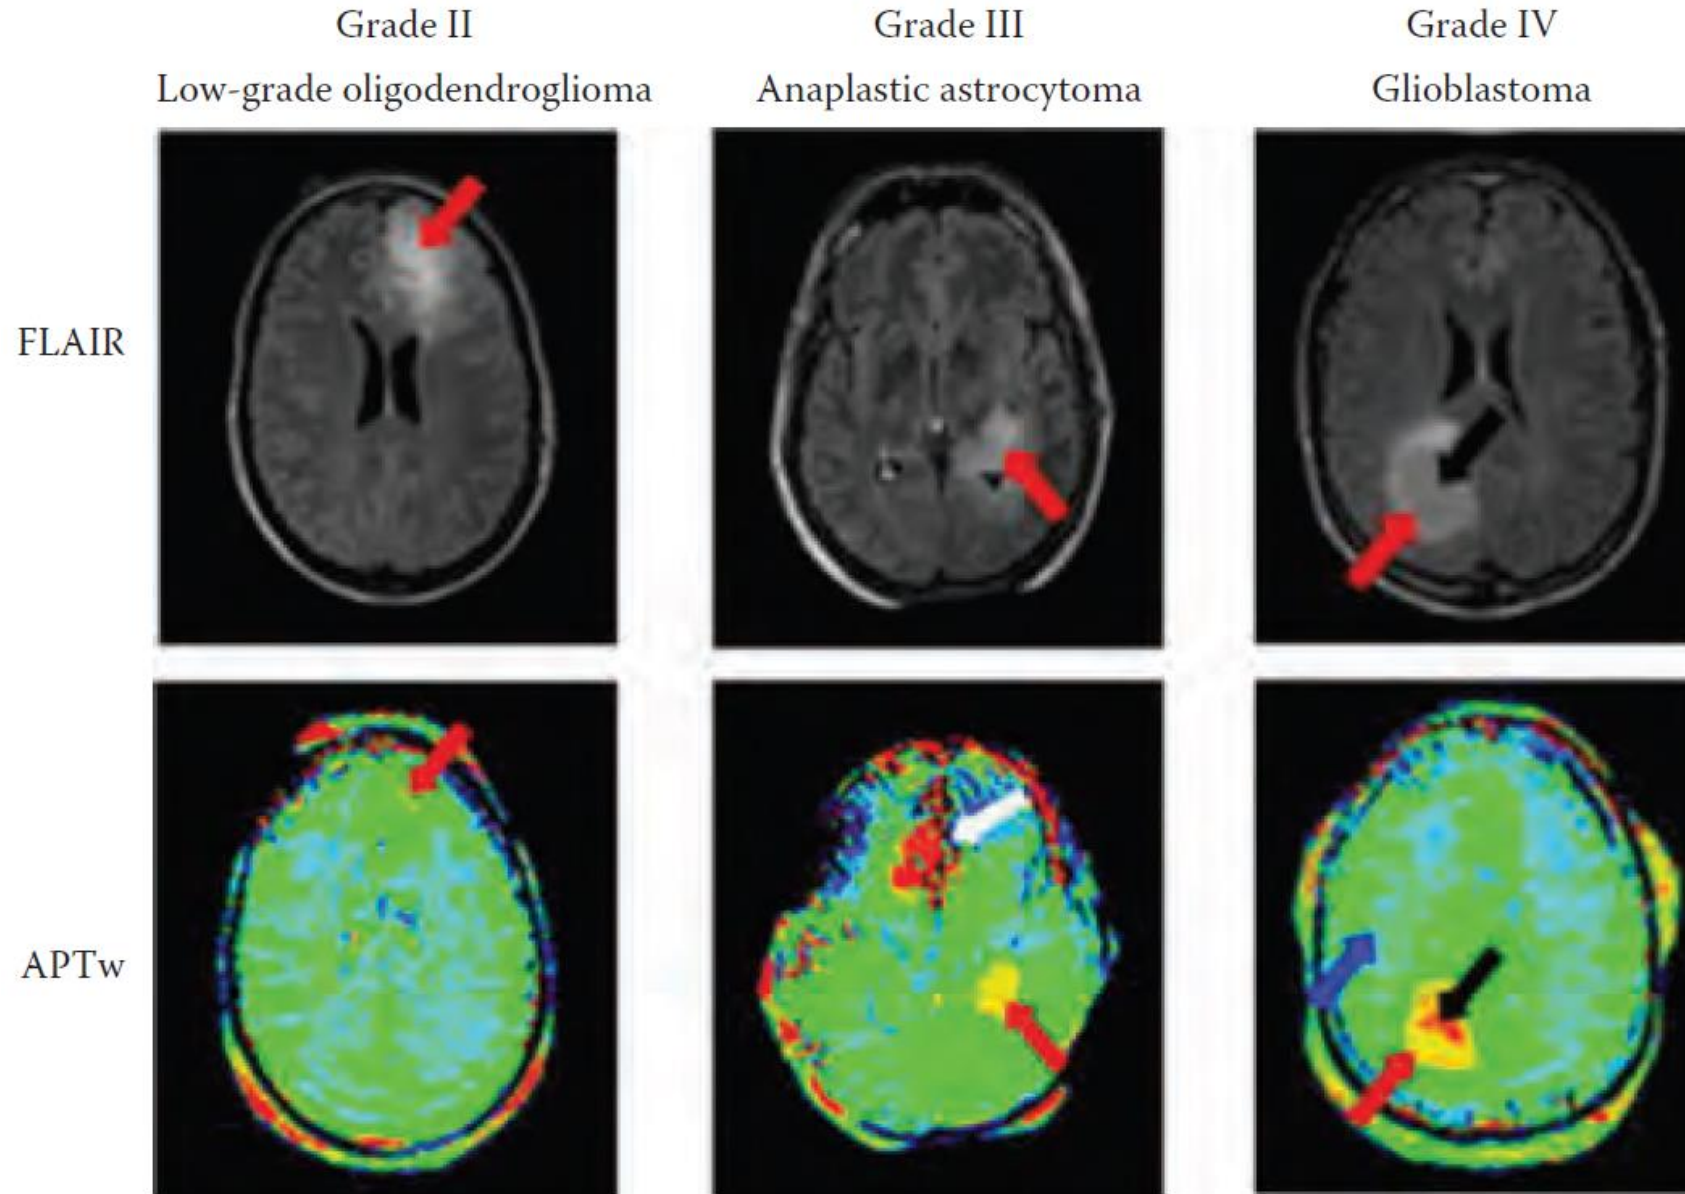 Grade II
Grade III
Grade IV
Low-grade oligodendroglioma
Anaplastic astrocytoma
Glioblastoma
FLAIR
APTw